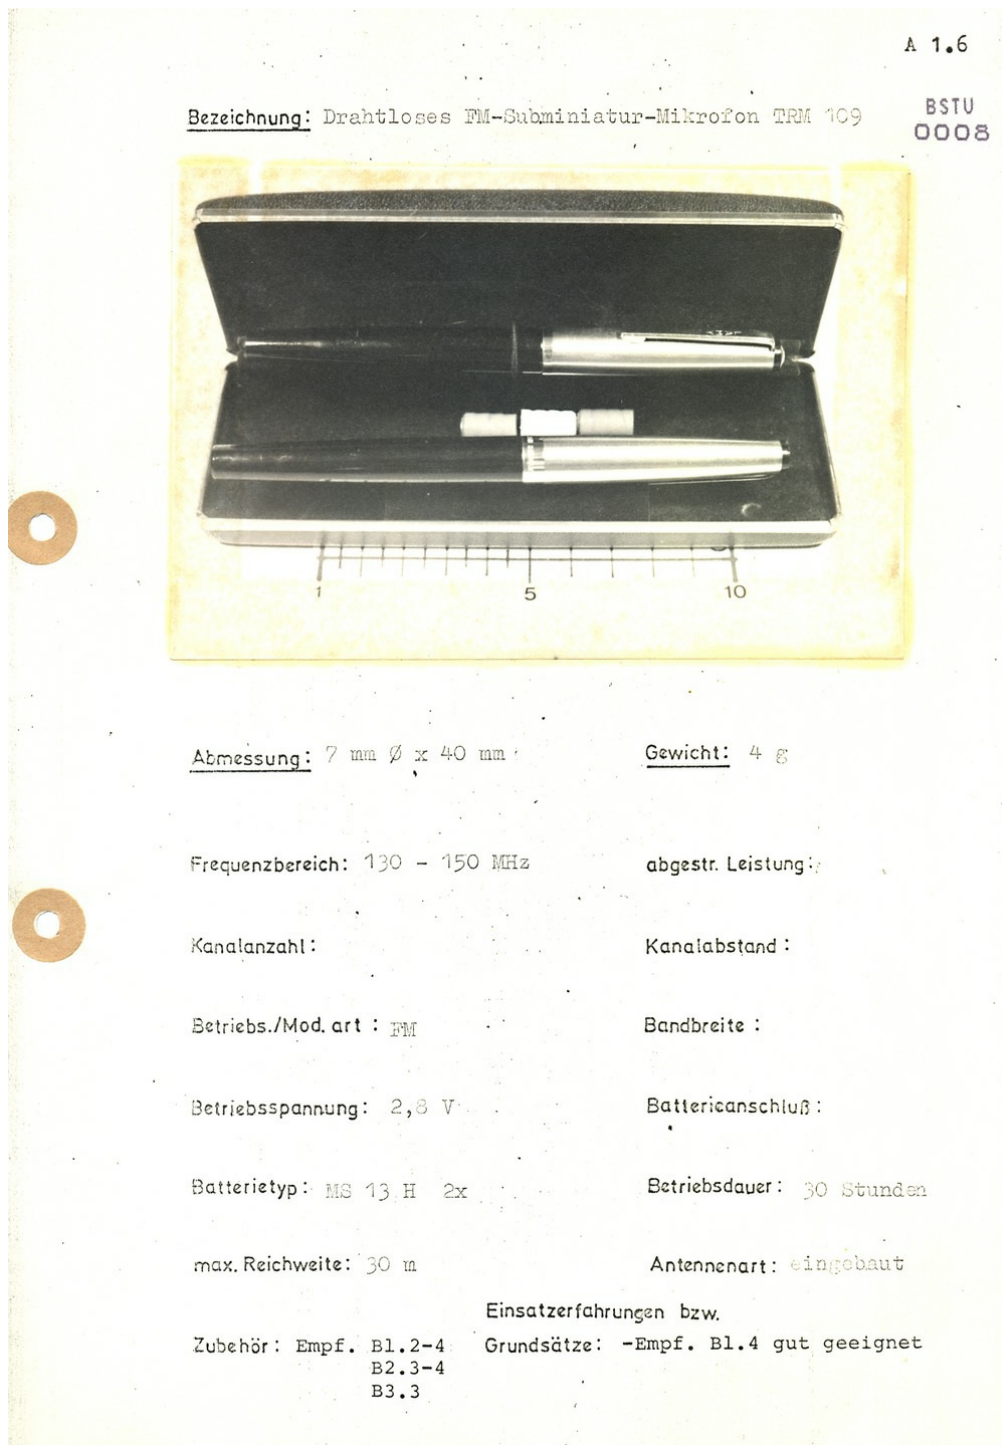 A 1.6
Bezeichnung: Drahtloses FM-Subminiatur-Mikrofon TRM 109
BSTU
0008
1 5 10
Abmessung: 7 mm Ø x 40 mm
Gewicht: 4 g
Frequenzbereich: 130 - 150 MHz
abgestr. Leistung:
Kanalanzahl:
Kanalabstand:
Betriebs./Mod. art: FM
Bandbreite:
Betriebsspannung: 2,8 V
Batterieanschluß:
Batterietyp: MS 13 H 2x
Betriebsdauer: 30 Stunden
max. Reichweite: 30 m
Antennenart: eingebaut
Einsatzerfahrungen bzw.
Zubehör: Empf. B1.2-4
Grundsätze: -Empf. B1.4 gut geeignet
B2.3-4
B3.3